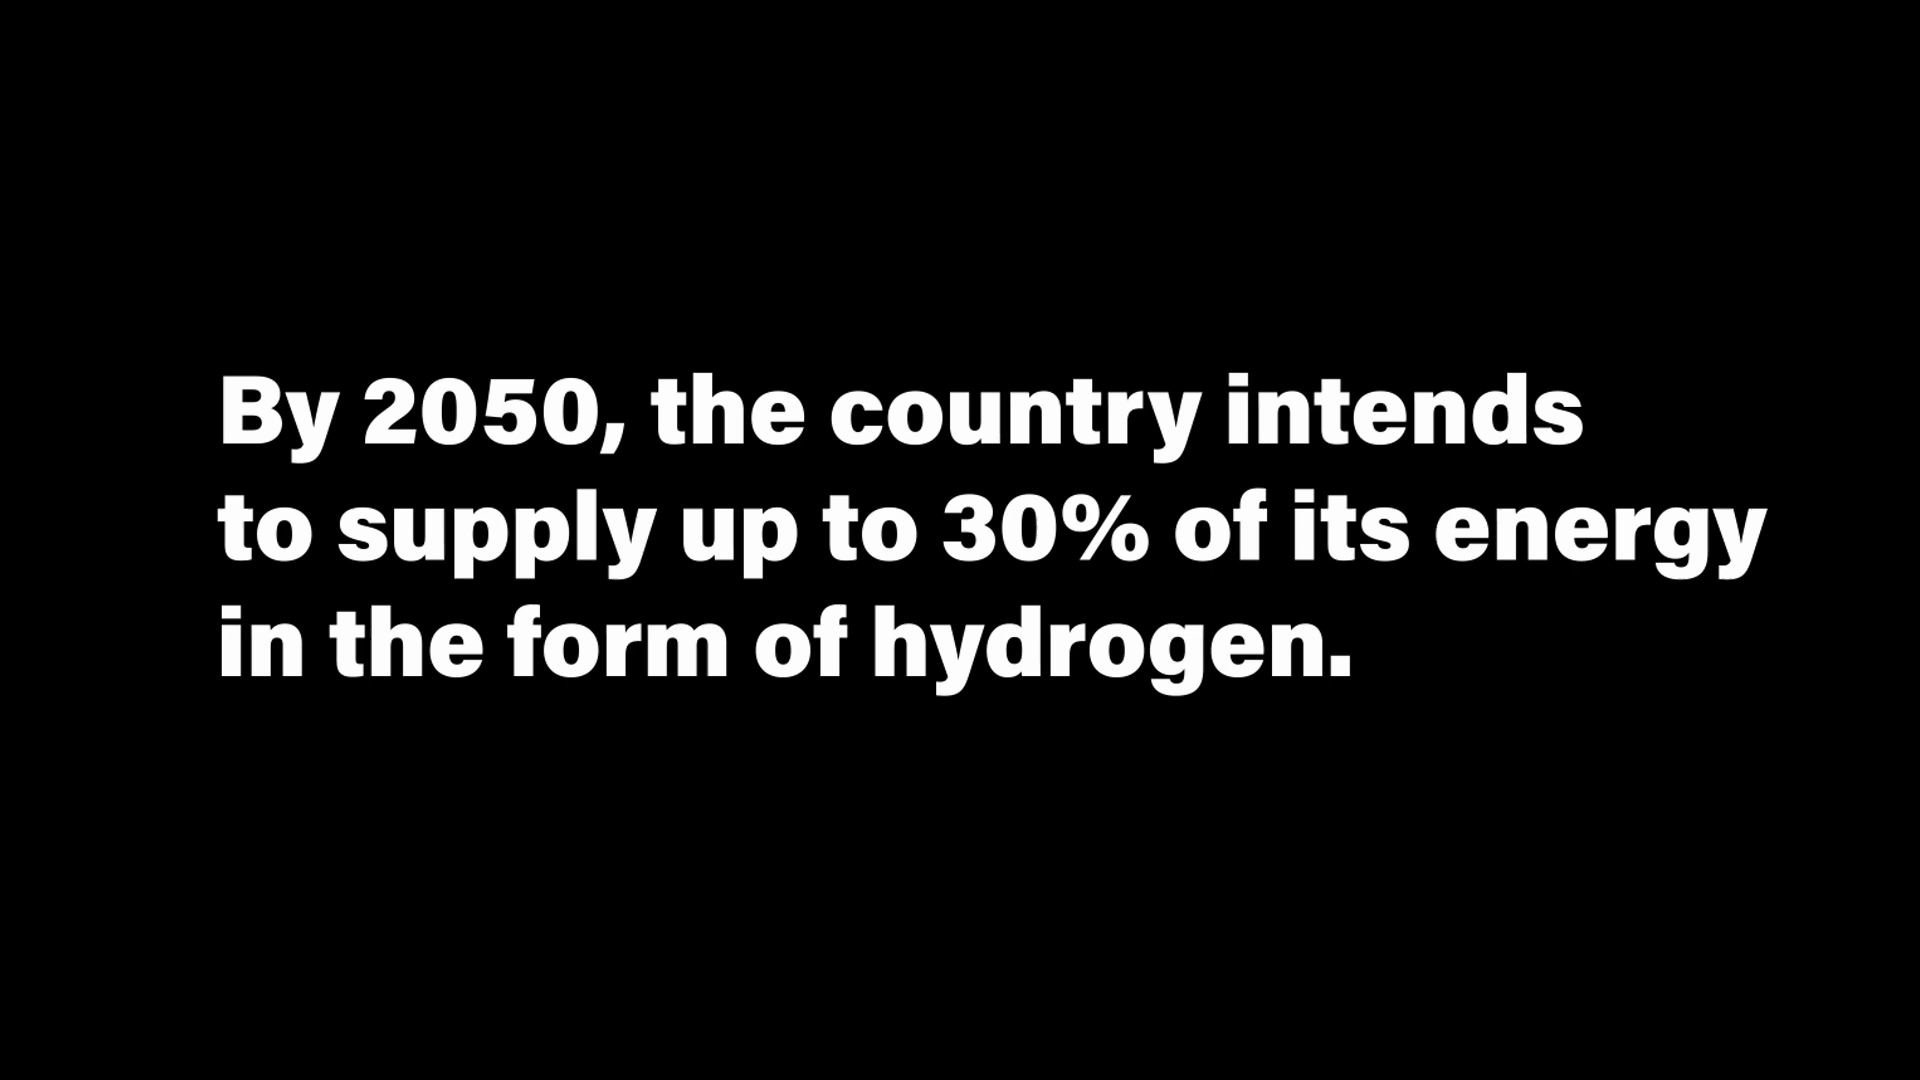 By 2050, the country intends
to supply up to 30% of its energy
in the form of hydrogen.